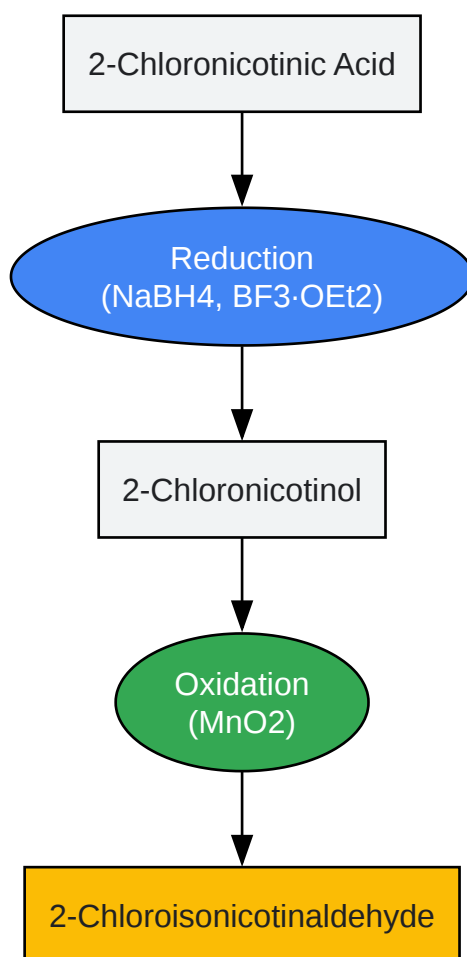 2-Chloronicotinic Acid
Reduction
(NaBH4, BF3·OEt2)
2-Chloronicotinol
Oxidation
(MnO2)
2-Chloroisonicotinaldehyde